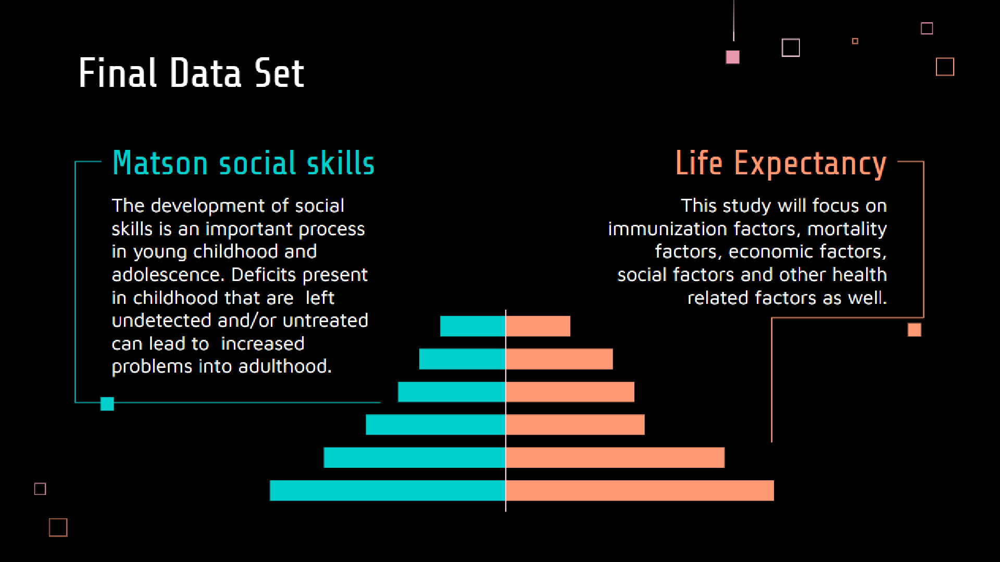 Final Data Set
Matson social skills
The development of social
skills is an important process
in young childhood and
adolescence. Deficits present
in childhood that are  left
undetected and/or untreated
can lead to  increased
problems into adulthood.
Life Expectancy
This study will focus on
immunization factors, mortality
factors, economic factors,
social factors and other health
related factors as well.